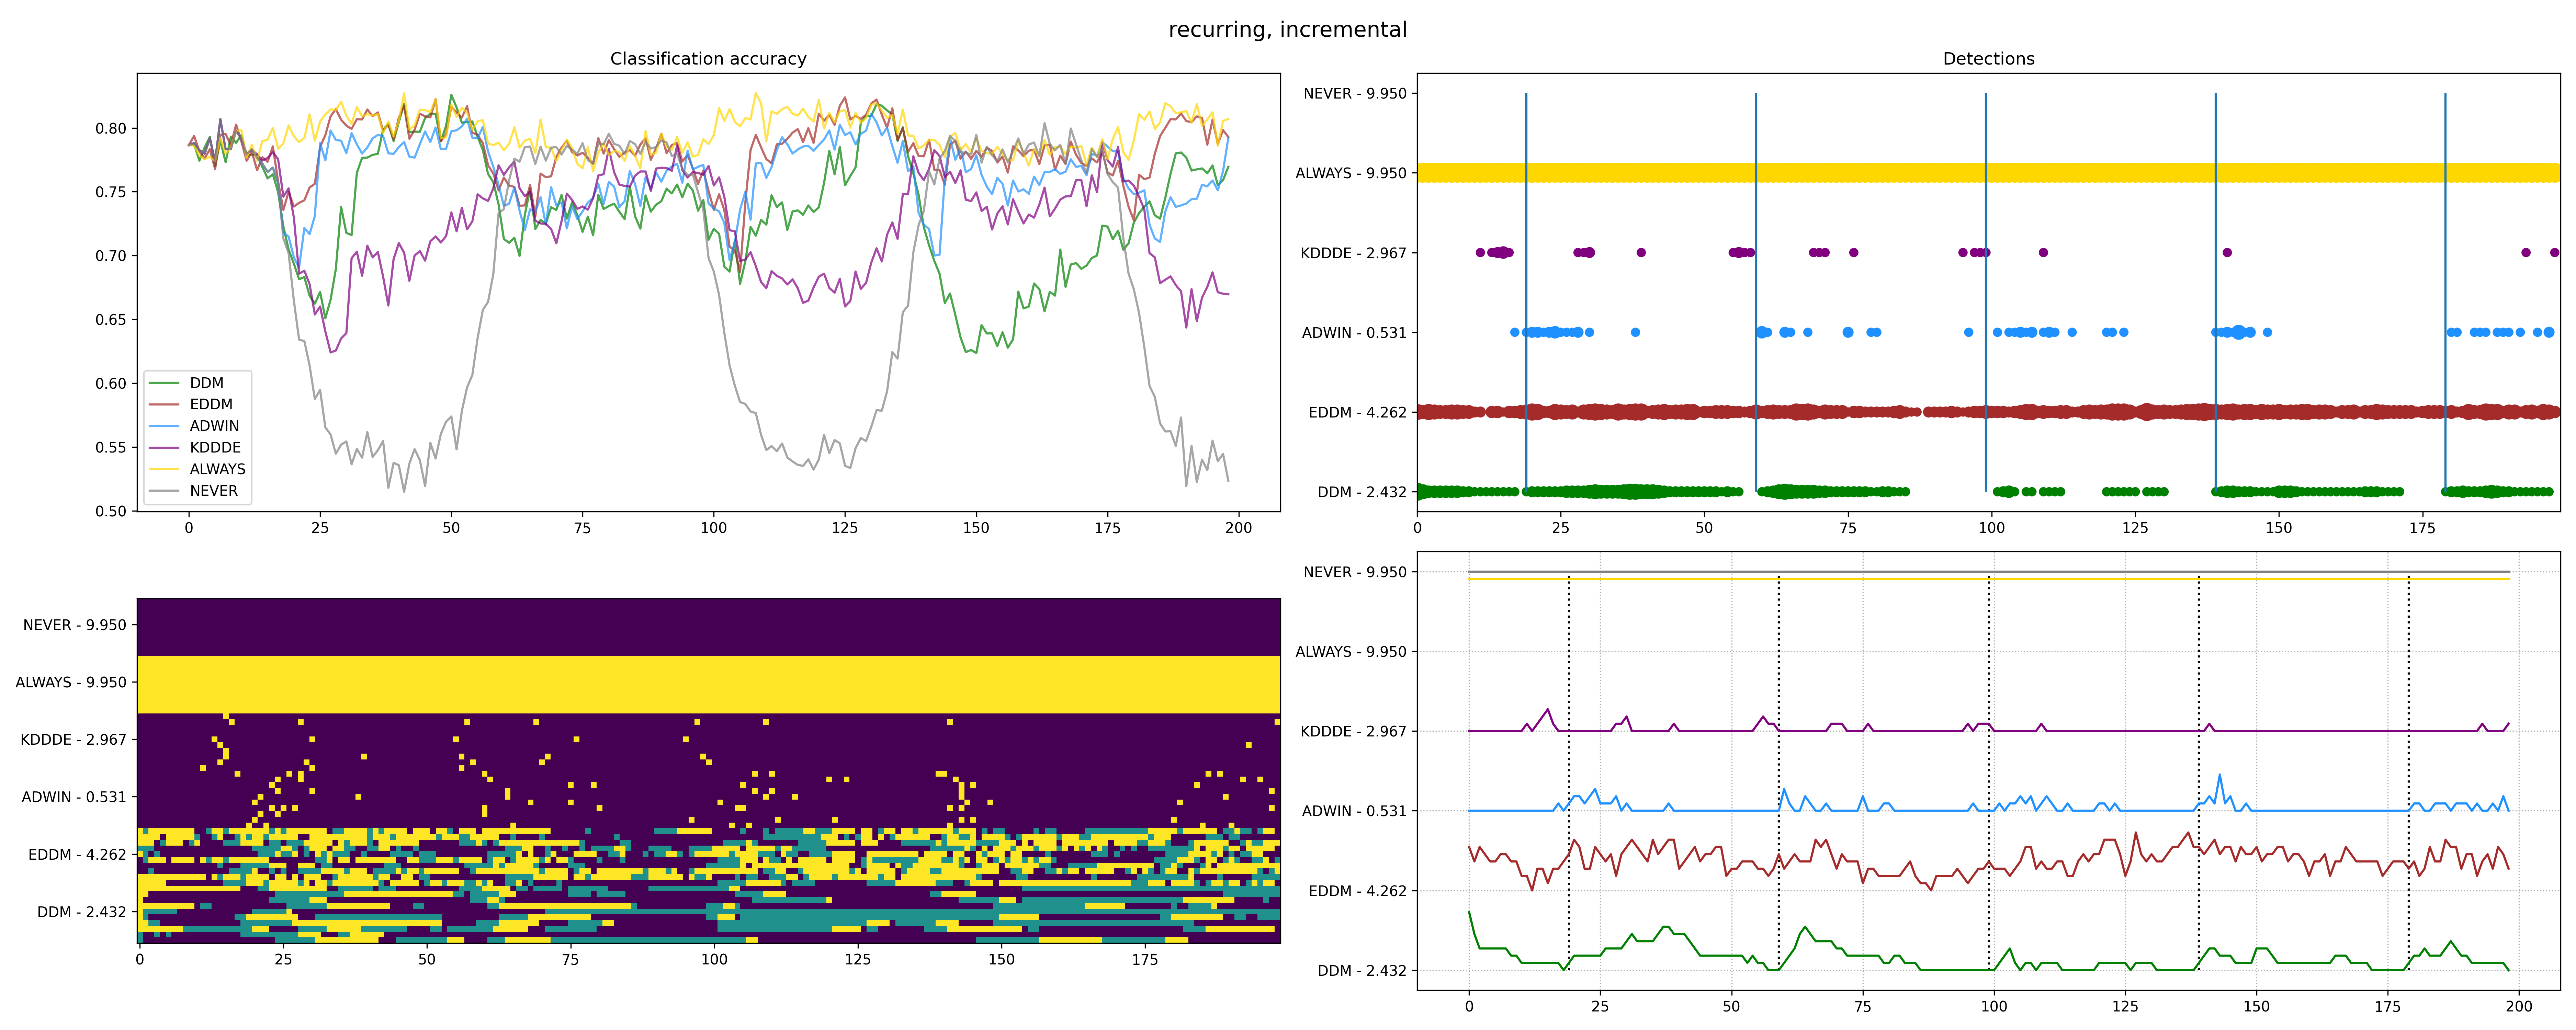 recurring, incremental
Classification accuracy
0.80
0.75
0.70
0.65
0.60
0.55
0.50
DDM
EDDM
ADWIN
KDDDE
ALWAYS
NEVER
0 25 50 75 100 125 150 175 200
Detections
NEVER - 9.950
ALWAYS - 9.950
KDDDE - 2.967
ADWIN - 0.531
EDDM - 4.262
DDM - 2.432
0 25 50 75 100 125 150 175
NEVER - 9.950
ALWAYS - 9.950
KDDDE - 2.967
ADWIN - 0.531
EDDM - 4.262
DDM - 2.432
0 25 50 75 100 125 150 175
NEVER - 9.950
ALWAYS - 9.950
KDDDE - 2.967
ADWIN - 0.531
EDDM - 4.262
DDM - 2.432
0 25 50 75 100 125 150 175 200